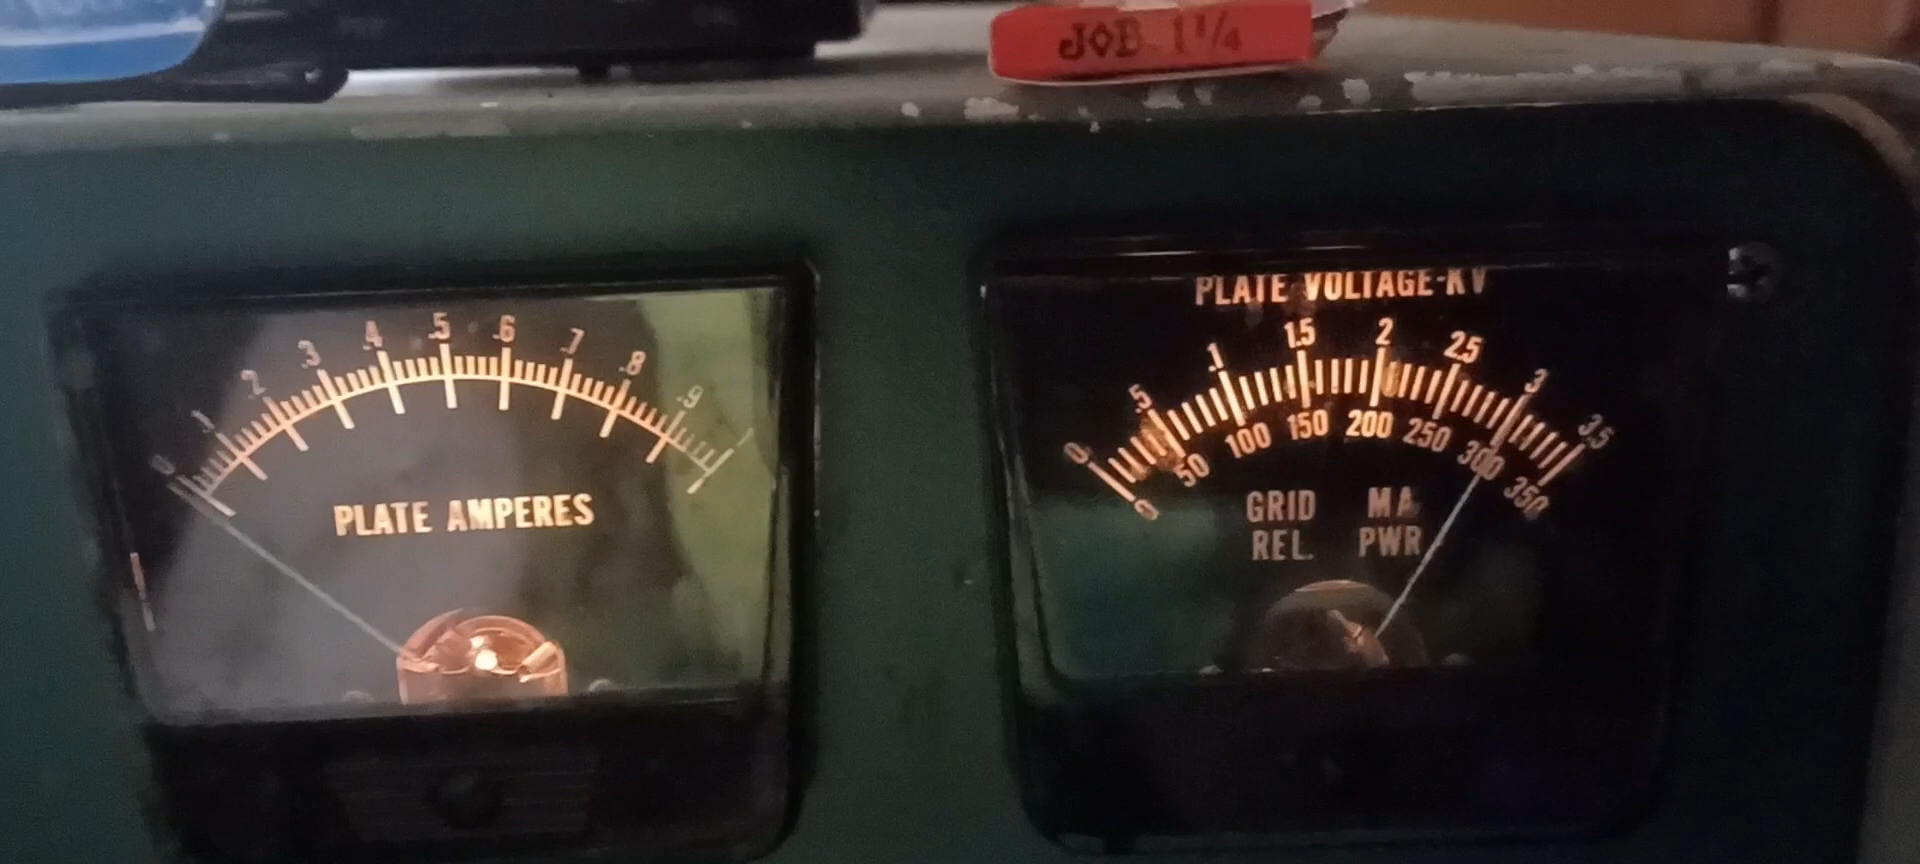 JOB 1 1/4
0 .1 .2 .3 .4 .5 .6 .7 .8 .9 1
PLATE AMPERES
PLATE VOLTAGE-KV
0 .5 .1 1.5 2 2.5 3 3.5
0 50 100 150 200 250 300 350
GRID MA
REL. PWR